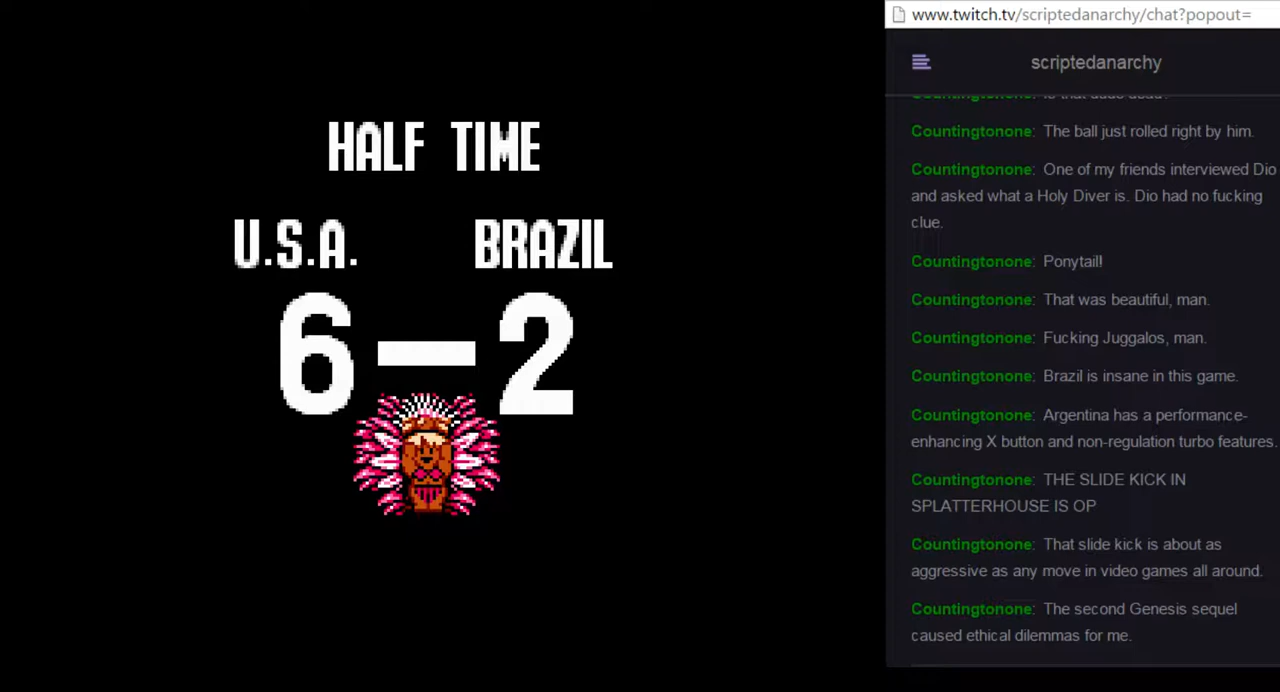 HALF TIME
U.S.A. BRAZIL
6-2
www.twitch.tv/scriptedanarchy/chat?popout=
scriptedanarchy
Countingtonone: The ball just rolled right by him.
Countingtonone: One of my friends interviewed Dio
and asked what a Holy Diver is. Dio had no fucking
clue.
Countingtonone: Ponytail!
Countingtonone: That was beautiful, man.
Countingtonone: Fucking Juggalos, man.
Countingtonone: Brazil is insane in this game.
Countingtonone: Argentina has a performance-
enhancing X button and non-regulation turbo features.
Countingtonone: THE SLIDE KICK IN
SPLATTERHOUSE IS OP
Countingtonone: That slide kick is about as
aggressive as any move in video games all around.
Countingtonone: The second Genesis sequel
caused ethical dilemmas for me.